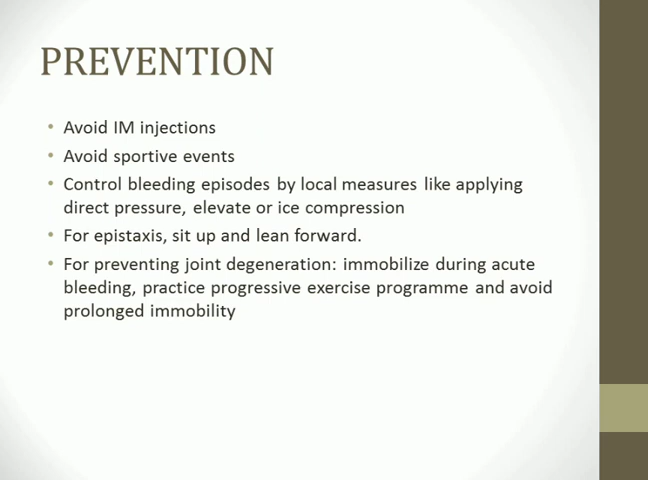 PREVENTION
• Avoid IM injections
• Avoid sportive events
• Control bleeding episodes by local measures like applying
direct pressure, elevate or ice compression
• For epistaxis, sit up and lean forward.
• For preventing joint degeneration: immobilize during acute
bleeding, practice progressive exercise programme and avoid
prolonged immobility